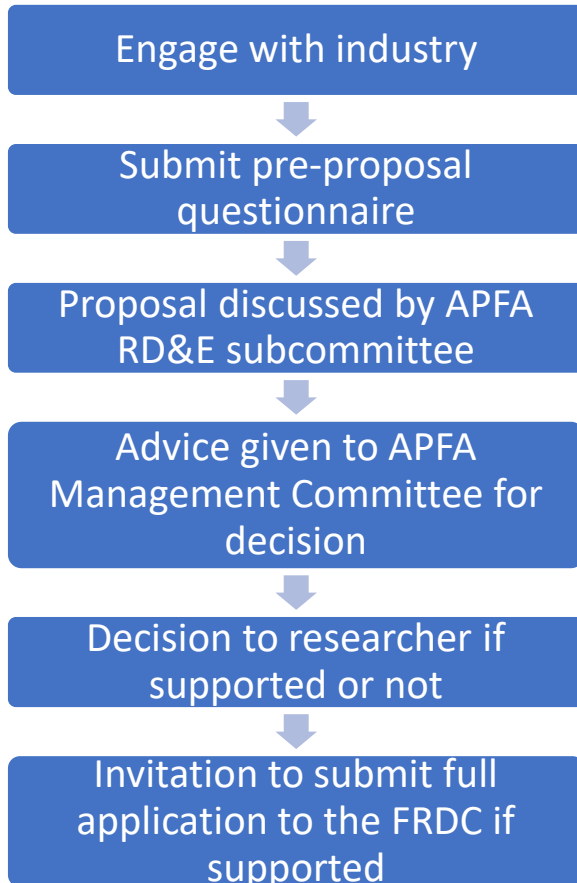 Engage with industry
Submit pre-proposal
questionnaire
Proposal discussed by APFA
RD&E subcommittee
Advice given to APFA
Management Committee for
decision
Decision to researcher if
supported or not
Invitation to submit full
application to the FRDC if
supported